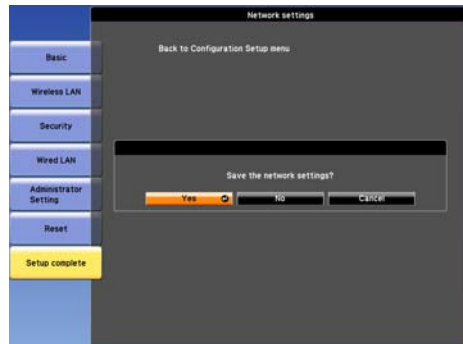 Network settings
Back to Configuration Setup menu
Basic
Wireless LAN
Security
Wired LAN
Administrator
Setting
Reset
Setup complete
Save the network settings?
Yes
No
Cancel